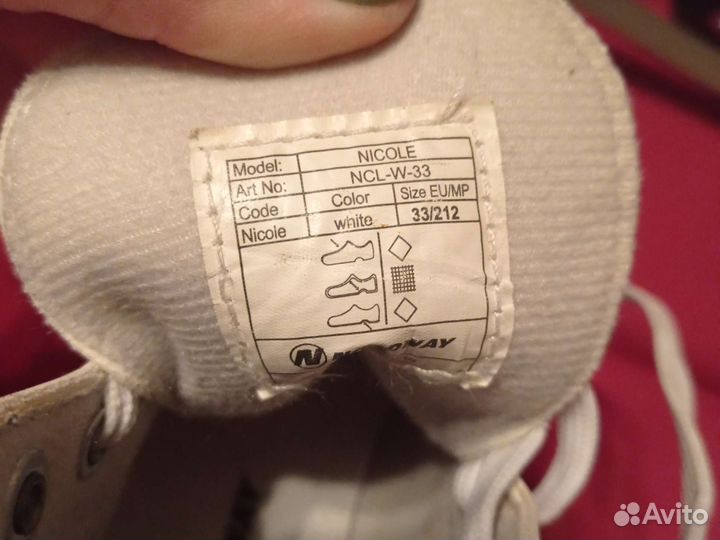 Model: NICOLE
Art No: NCL-W-33
Code Color Size EU/MP
Nicole white 33/212
N
Avito